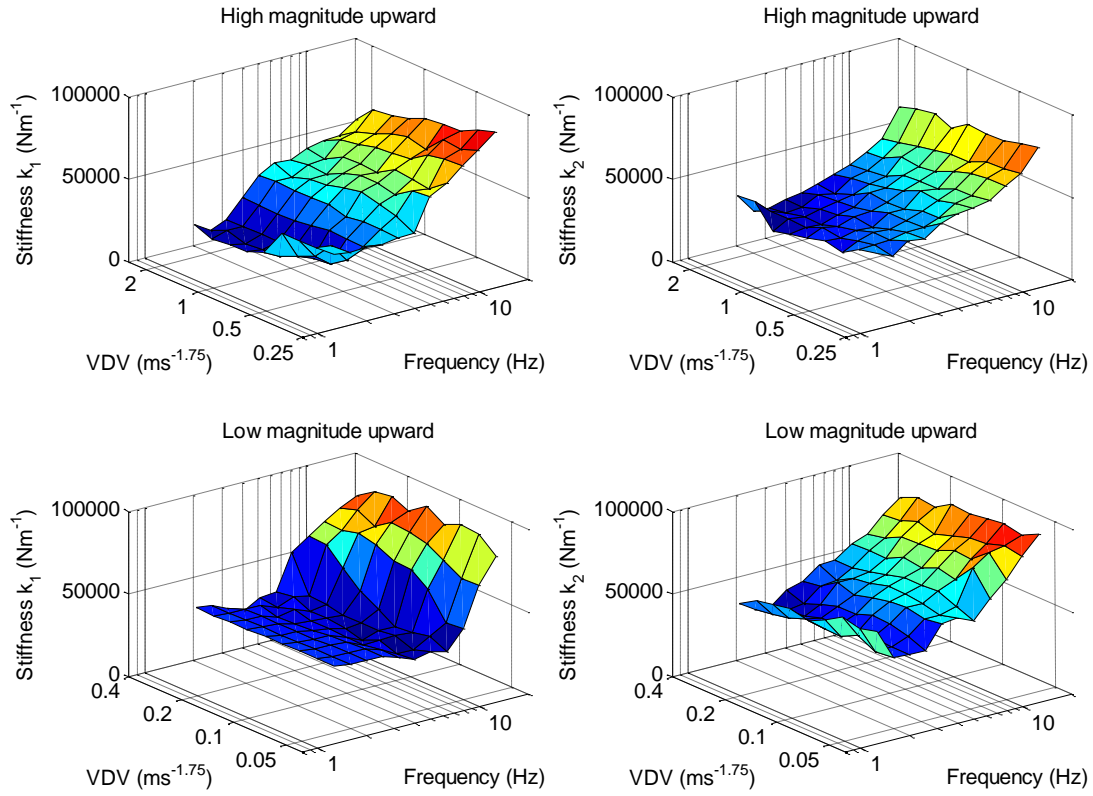 High magnitude upward
100000
50000
0
Stiffness k₁ (Nm⁻¹)
2
1
0.5
0.25
VDV (ms⁻¹·⁷⁵)
1
10
Frequency (Hz)
High magnitude upward
100000
50000
0
Stiffness k₂ (Nm⁻¹)
2
1
0.5
0.25
VDV (ms⁻¹·⁷⁵)
1
10
Frequency (Hz)
Low magnitude upward
100000
50000
0
Stiffness k₁ (Nm⁻¹)
0.4
0.2
0.1
0.05
VDV (ms⁻¹·⁷⁵)
1
10
Frequency (Hz)
Low magnitude upward
100000
50000
0
Stiffness k₂ (Nm⁻¹)
0.4
0.2
0.1
0.05
VDV (ms⁻¹·⁷⁵)
1
10
Frequency (Hz)